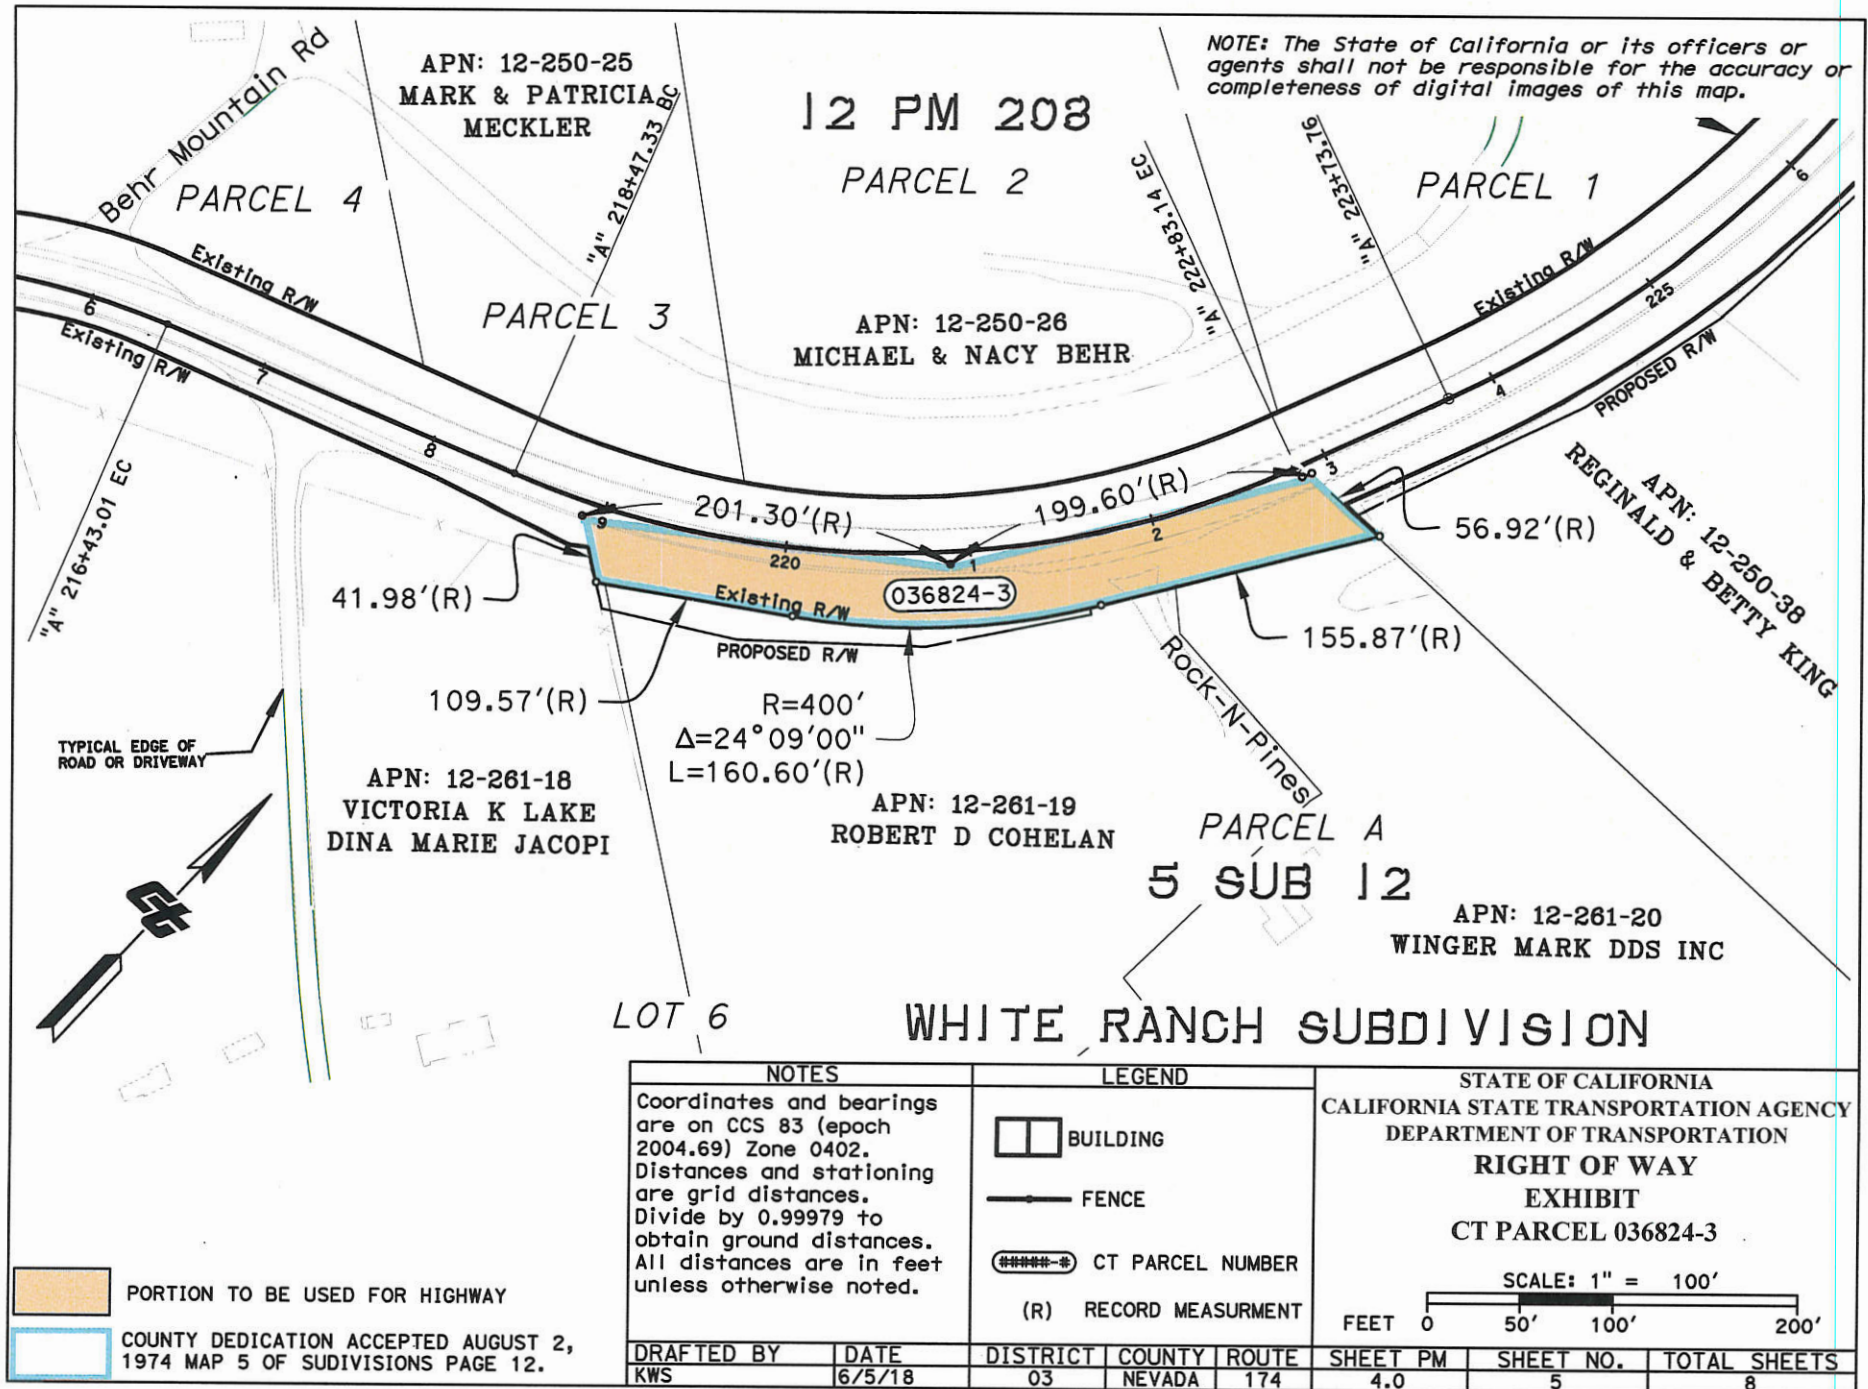 NOTE: The State of California or its officers or
agents shall not be responsible for the accuracy or
completeness of digital images of this map.
Behr Mountain Rd
APN: 12-250-25
MARK & PATRICIA
MECKLER
12 PM 208
PARCEL 4
PARCEL 2
PARCEL 1
"A" 218+47.33 BC
"A" 222+83.14 EC
"A" 223+73.76
Existing R/W
Existing R/W
Existing R/W
PARCEL 3
APN: 12-250-26
MICHAEL & NACY BEHR
6
7
8
9
220
1
2
3
4
225
6
PROPOSED R/W
"A" 216+43.01 EC
201.30'(R)
199.60'(R)
56.92'(R)
APN: 12-250-38
REGINALD & BETTY KING
41.98'(R)
Existing R/W
036824-3
155.87'(R)
PROPOSED R/W
Rock-N-Pines
109.57'(R)
R=400'
Δ=24°09'00"
L=160.60'(R)
TYPICAL EDGE OF
ROAD OR DRIVEWAY
APN: 12-261-18
VICTORIA K LAKE
DINA MARIE JACOPI
APN: 12-261-19
ROBERT D COHELAN
PARCEL A
5 SUB 12
APN: 12-261-20
WINGER MARK DDS INC
ct
LOT 6
WHITE RANCH SUBDIVISION
NOTES
Coordinates and bearings
are on CCS 83 (epoch
2004.69) Zone 0402.
Distances and stationing
are grid distances.
Divide by 0.99979 to
obtain ground distances.
All distances are in feet
unless otherwise noted.
LEGEND
BUILDING
FENCE
#####-# CT PARCEL NUMBER
(R) RECORD MEASURMENT
STATE OF CALIFORNIA
CALIFORNIA STATE TRANSPORTATION AGENCY
DEPARTMENT OF TRANSPORTATION
RIGHT OF WAY
EXHIBIT
CT PARCEL 036824-3
SCALE: 1" = 100'
FEET 0 50' 100' 200'
PORTION TO BE USED FOR HIGHWAY
COUNTY DEDICATION ACCEPTED AUGUST 2,
1974 MAP 5 OF SUDIVISIONS PAGE 12.
DRAFTED BY DATE DISTRICT COUNTY ROUTE SHEET PM SHEET NO. TOTAL SHEETS
KWS 6/5/18 03 NEVADA 174 4.0 5 8